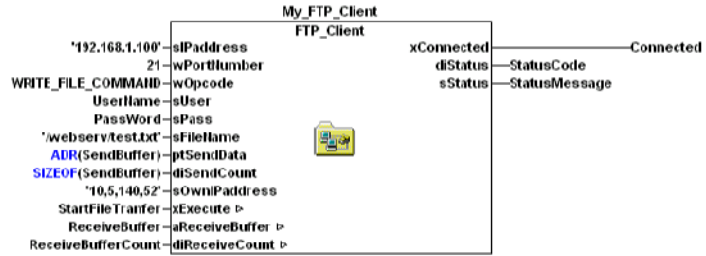 My_FTP_Client
FTP_Client
'192.168.1.100' sIPaddress xConnected Connected
21 wPortNumber diStatus StatusCode
WRITE_FILE_COMMAND wOpcode sStatus StatusMessage
UserName sUser
PassWord sPass
'/webserv/test.txt' sFileName
ADR(SendBuffer) ptSendData
SIZEOF(SendBuffer) diSendCount
'10,5,140,52' sOwnIPaddress
StartFileTranfer xExecute ▷
ReceiveBuffer aReceiveBuffer ▷
ReceiveBufferCount diReceiveCount ▷